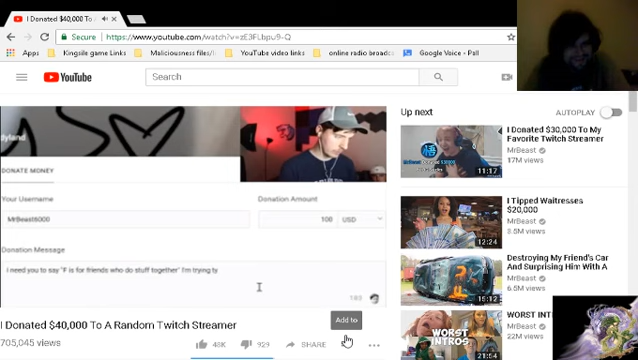 I Donated $40,000 To A Rando
Secure
https://www.youtube.com/watch?v=zE3FLbpu9-Q
Apps
Kingsile game Links
Maliciousness files/
YouTube video links
online radio broadc
Google Voice - Pall
YouTube
Search
dyland
DONATE MONEY
Your Username
Donation Amount
MrBeast6000
100
USD
Donation Message
i need you to say "F is for friends who do stuff together" I'm trying ty
Add to
I Donated $40,000 To A Random Twitch Streamer
705,045 views
48K
929
SHARE
Up next
AUTOPLAY
I Donated $30,000 To My
Favorite Twitch Streamer
MrBeast
17M views
11:17
I Tipped Waitresses
$20,000
MrBeast
3.5M views
12:24
Destroying My Friend's Car
And Surprising Him With A
MrBeast
6.5M views
15:12
WORST INT
MrBeast
22M views
WORST
INTROS
21:54